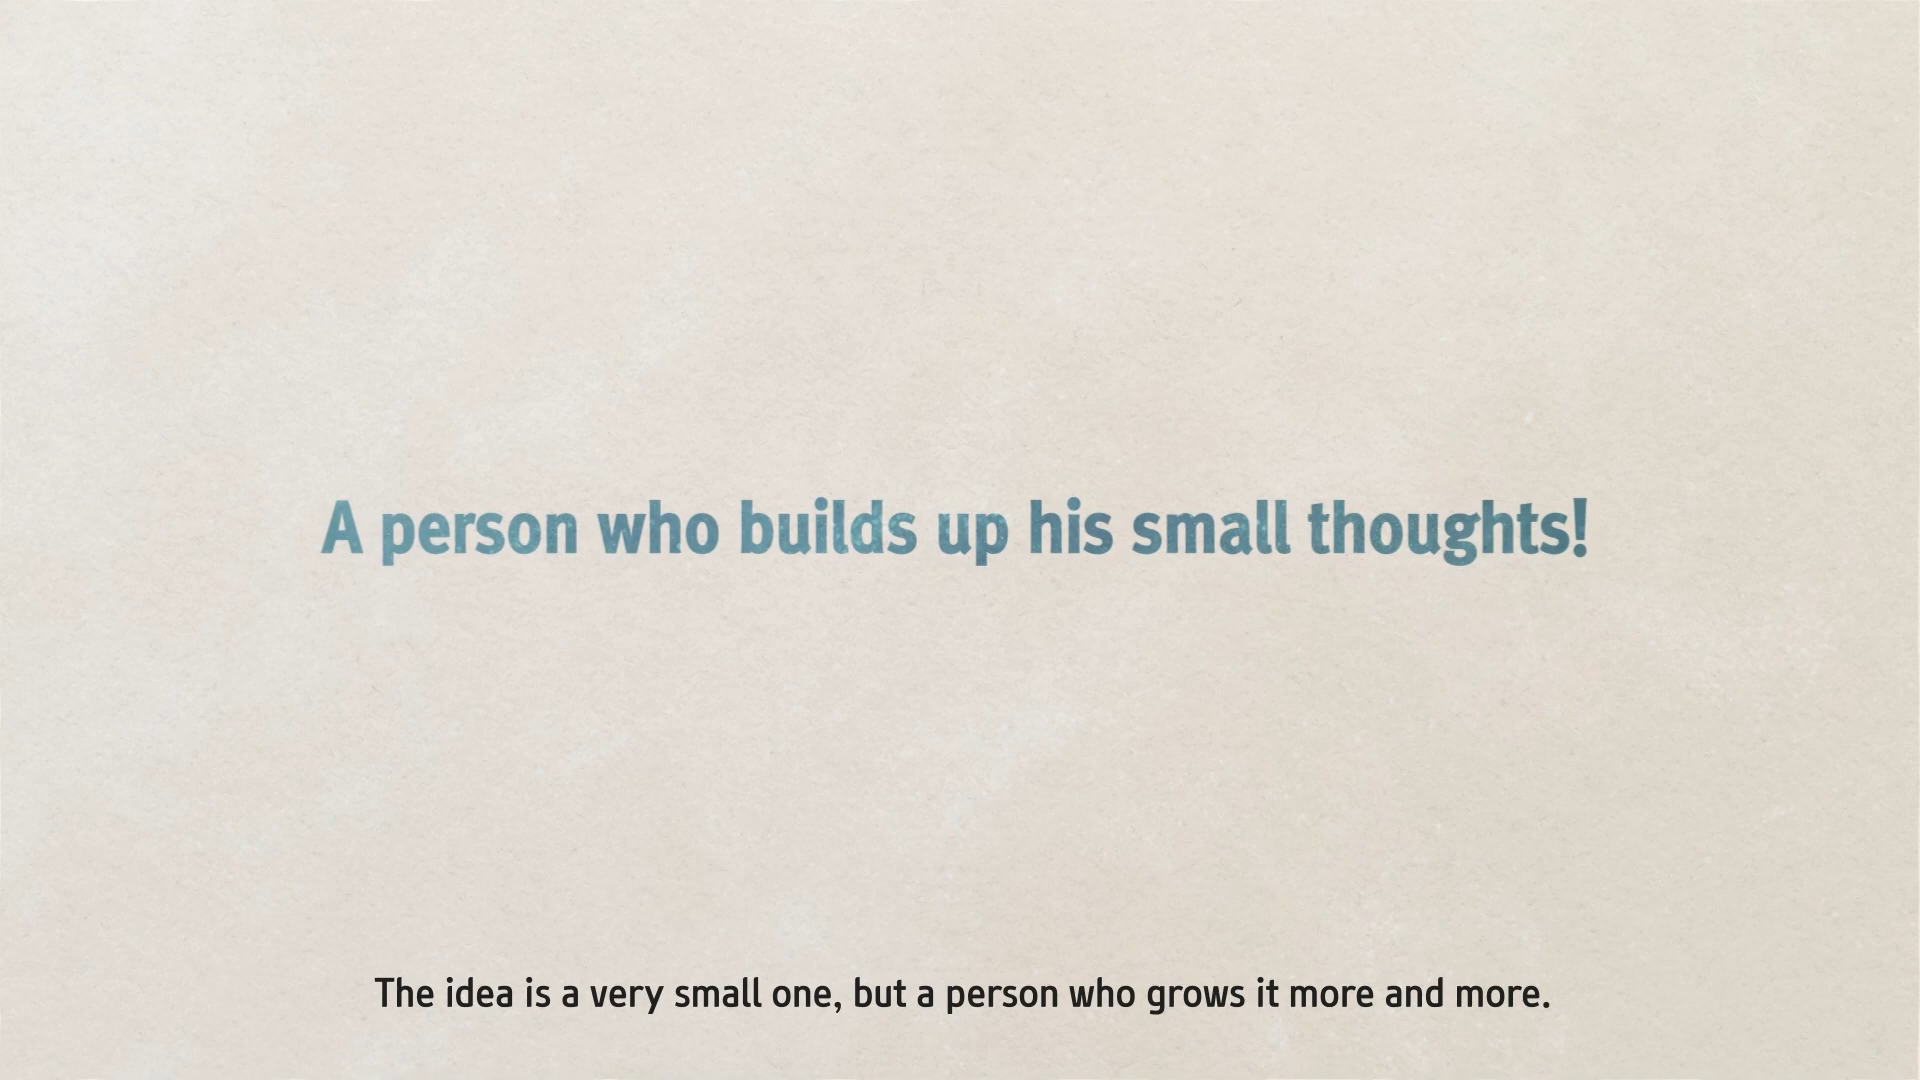 A person who builds up his small thoughts!
The idea is a very small one, but a person who grows it more and more.